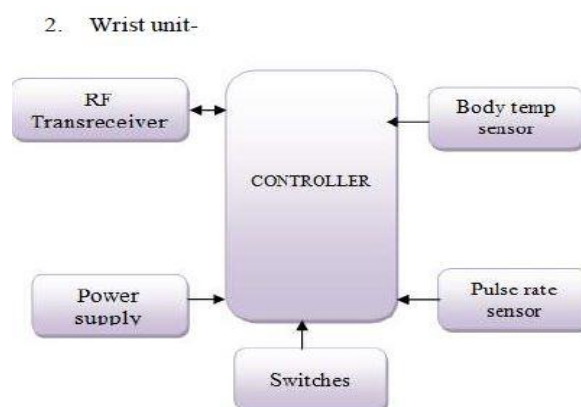 2. Wrist unit-
RF
Transreceiver
Body temp
sensor
CONTROLLER
Power
supply
Pulse rate
sensor
Switches